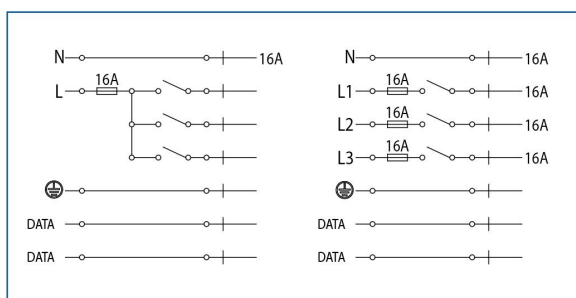 N 16A
L 16A
DATA
DATA
N 16A
L1 16A 16A
L2 16A 16A
L3 16A 16A
DATA
DATA